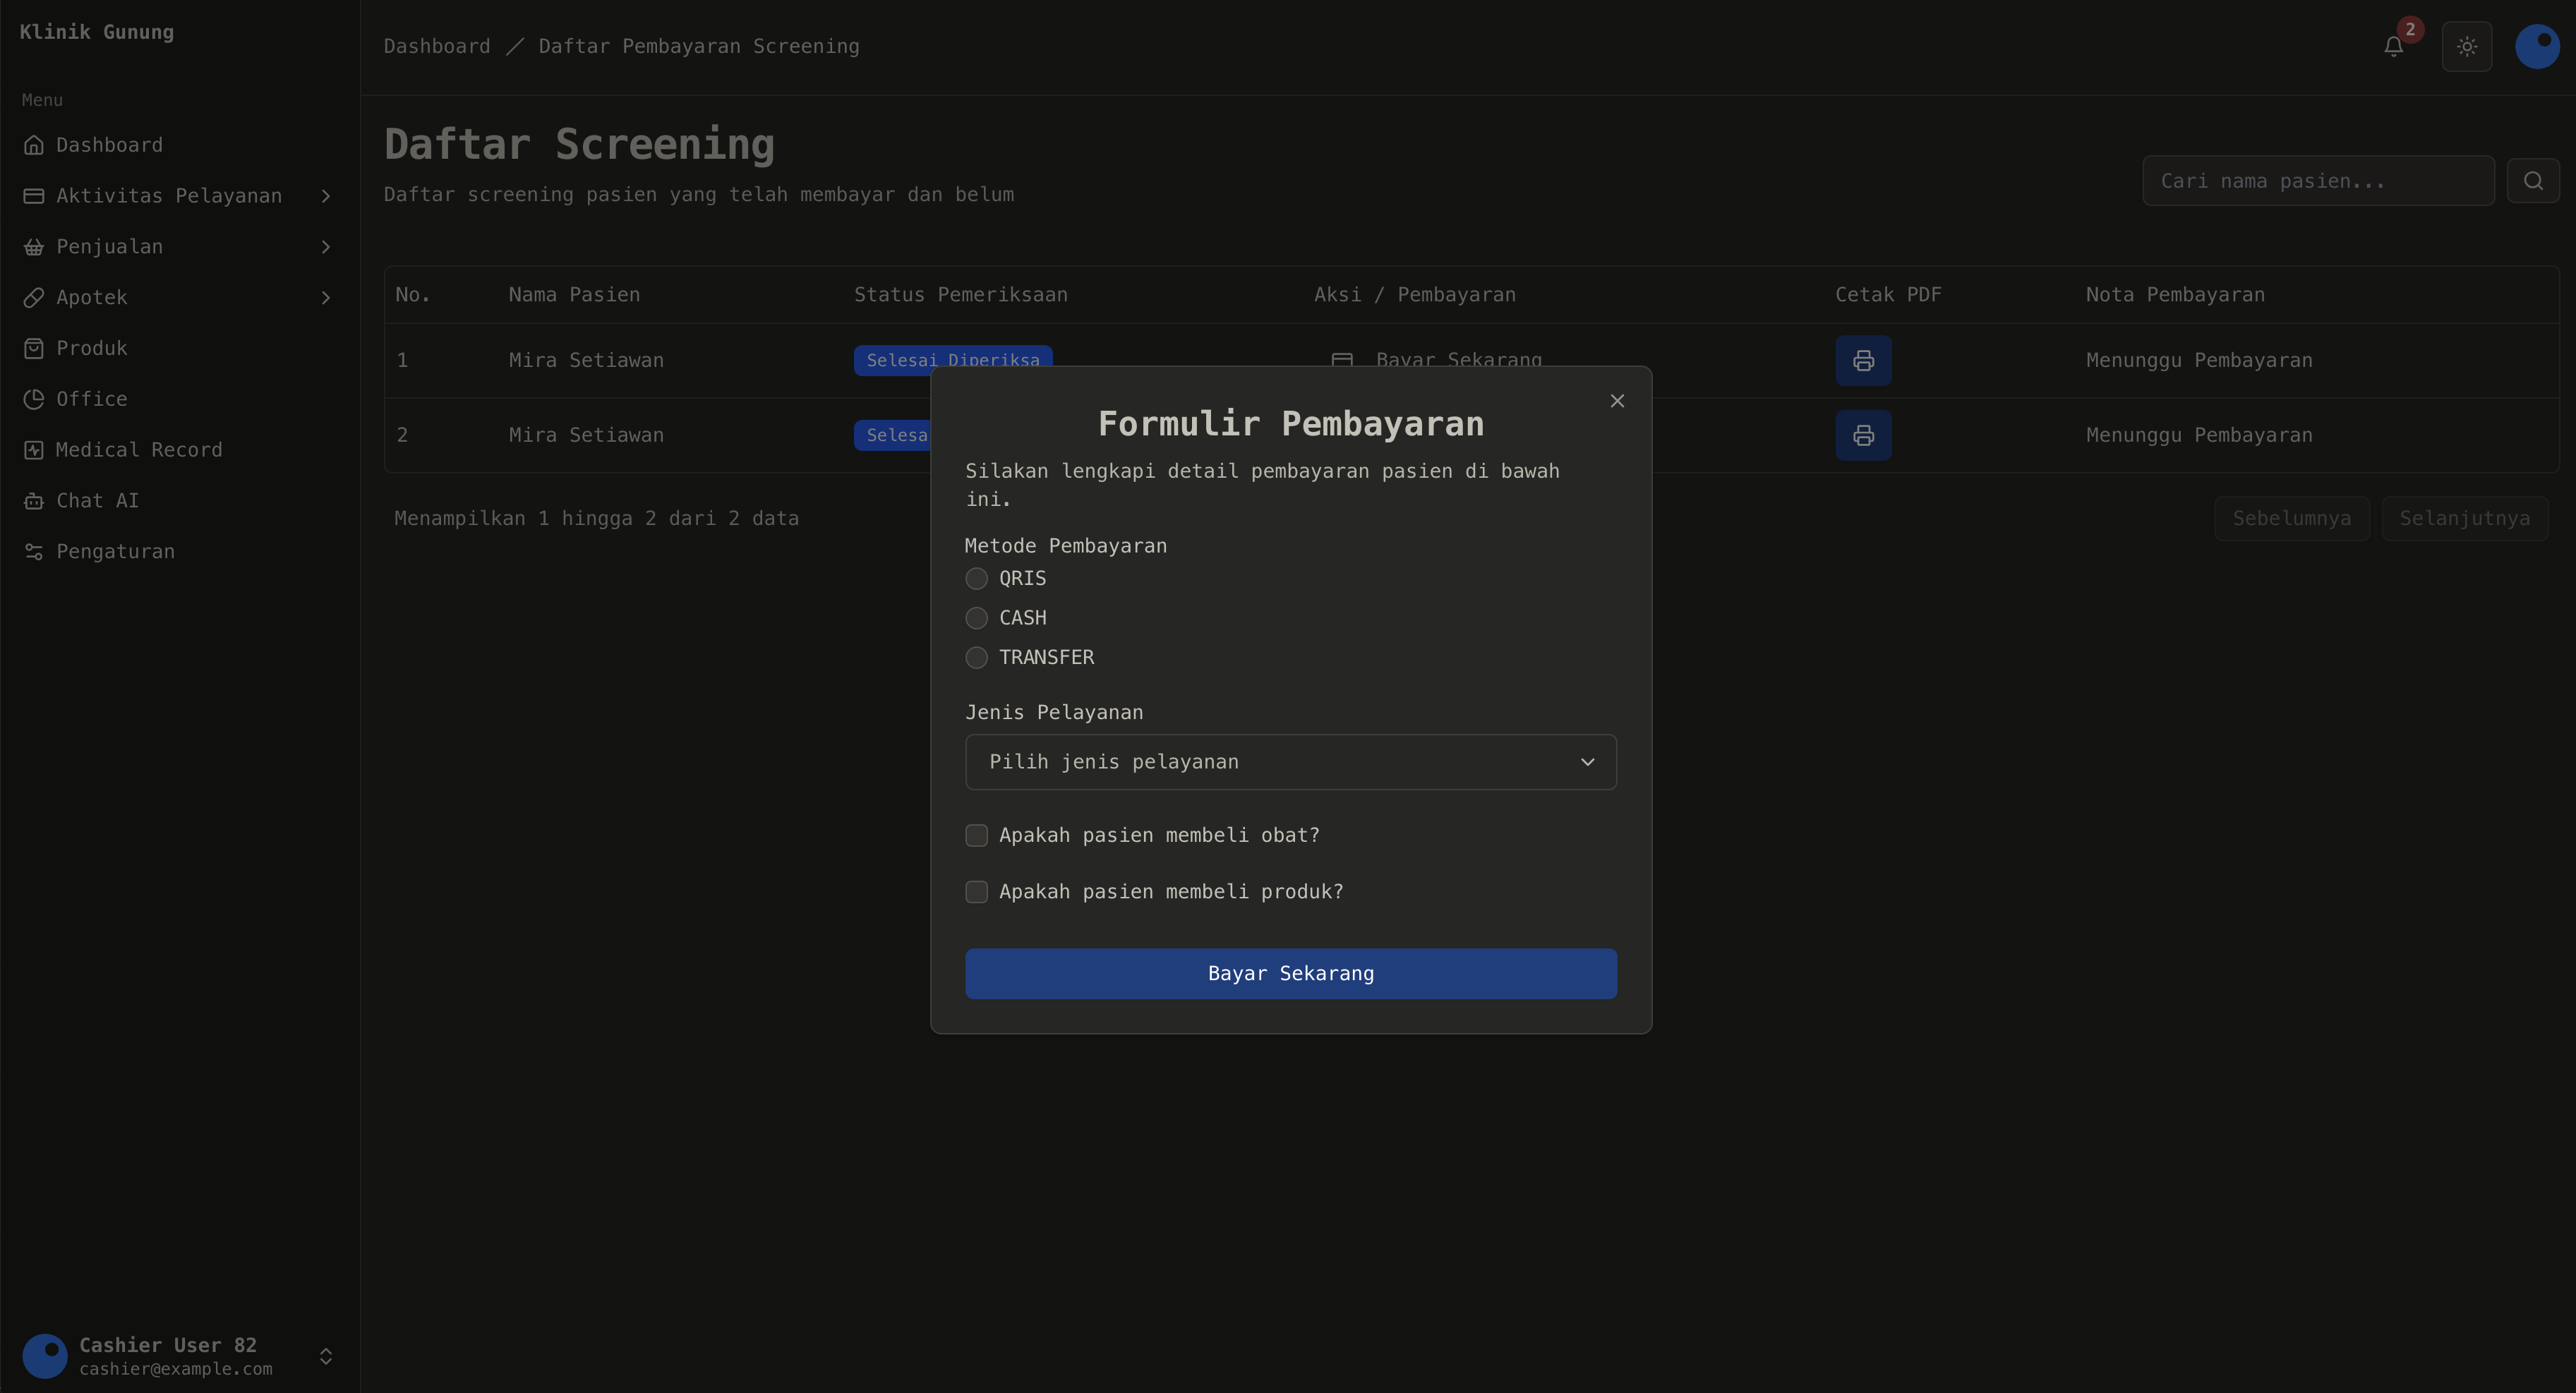 Klinik Gunung
Menu
Dashboard
Aktivitas Pelayanan
Penjualan
Apotek
Produk
Office
Medical Record
Chat AI
Pengaturan
Cashier User 82
cashier@example.com
Dashboard / Daftar Pembayaran Screening
2
Daftar Screening
Daftar screening pasien yang telah membayar dan belum
Cari nama pasien...
No. Nama Pasien Status Pemeriksaan Aksi / Pembayaran Cetak PDF Nota Pembayaran
1 Mira Setiawan Selesai Diperiksa Bayar Sekarang Menunggu Pembayaran
2 Mira Setiawan Selesa Menunggu Pembayaran
Menampilkan 1 hingga 2 dari 2 data
Sebelumnya Selanjutnya
Formulir Pembayaran
Silakan lengkapi detail pembayaran pasien di bawah
ini.
Metode Pembayaran
QRIS
CASH
TRANSFER
Jenis Pelayanan
Pilih jenis pelayanan
Apakah pasien membeli obat?
Apakah pasien membeli produk?
Bayar Sekarang